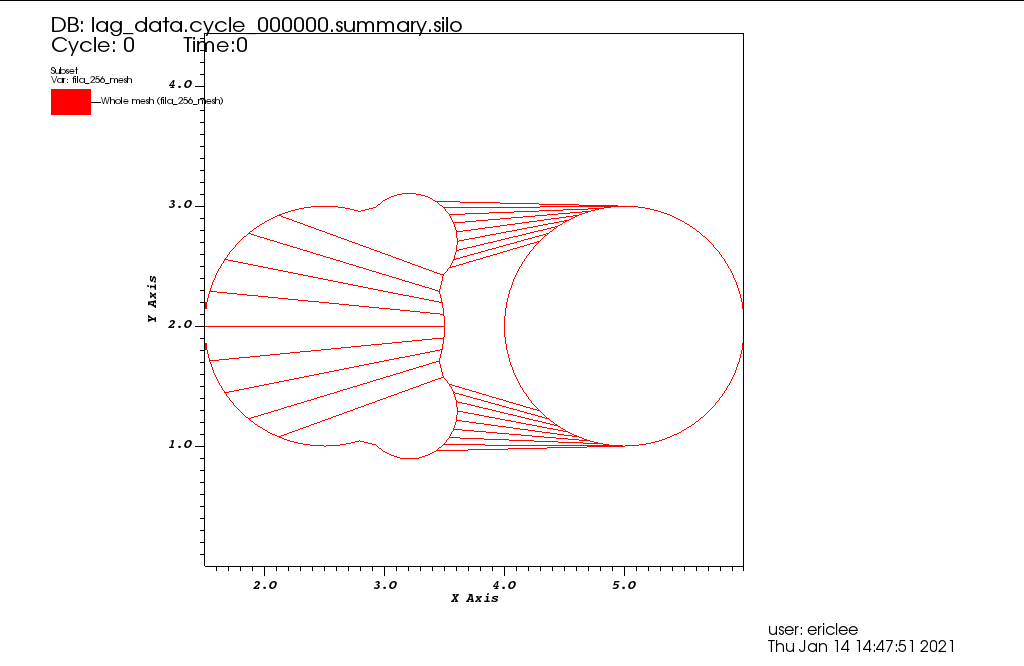 DB: lag_data.cycle_000000.summary.silo
Cycle: 0 Time:0
Subset
Var: fila_256_mesh
Whole mesh (fila_256_mesh)
4.0
3.0
2.0
1.0
Y Axis
2.0 3.0 4.0 5.0
X Axis
user: ericlee
Thu Jan 14 14:47:51 2021